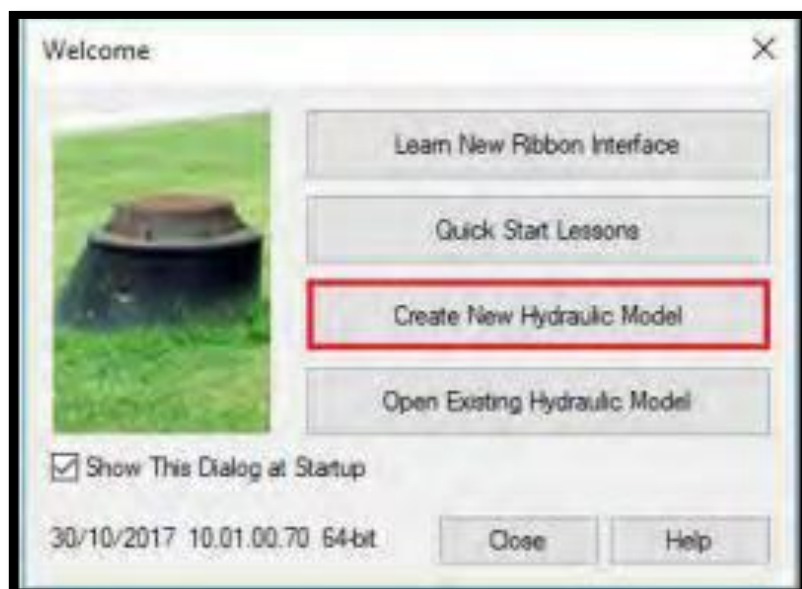 Welcome
Learn New Ribbon Interface
Quick Start Lessons
Create New Hydraulic Model
Open Existing Hydraulic Model
Show This Dialog at Startup
30/10/2017 10.01.00.70 64-bit
Close
Help